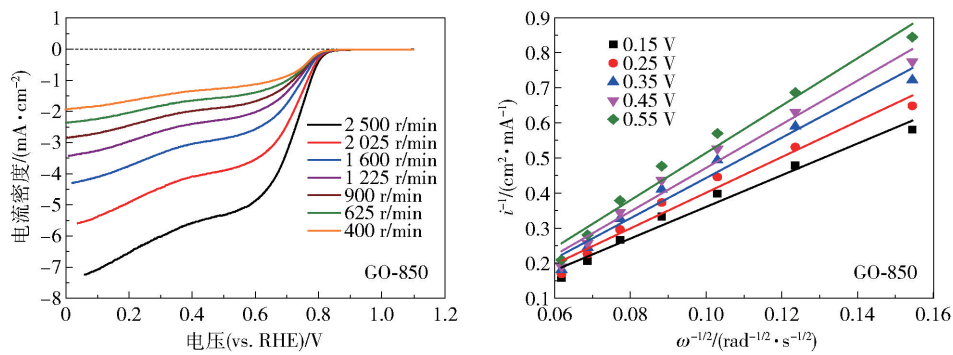 1
0
−1
−2
−3
−4
−5
−6
−7
−8
电流密度/(mA·cm⁻²)
2 500 r/min
2 025 r/min
1 600 r/min
1 225 r/min
900 r/min
625 r/min
400 r/min
GO-850
0 0.2 0.4 0.6 0.8 1.0 1.2
电压(vs. RHE)/V
0.9
0.8
0.7
0.6
0.5
0.4
0.3
0.2
0.1
i⁻¹/(cm²·mA⁻¹)
0.15 V
0.25 V
0.35 V
0.45 V
0.55 V
GO-850
0.06 0.08 0.10 0.12 0.14 0.16
ω⁻¹/²/(rad⁻¹/²·s⁻¹/²)